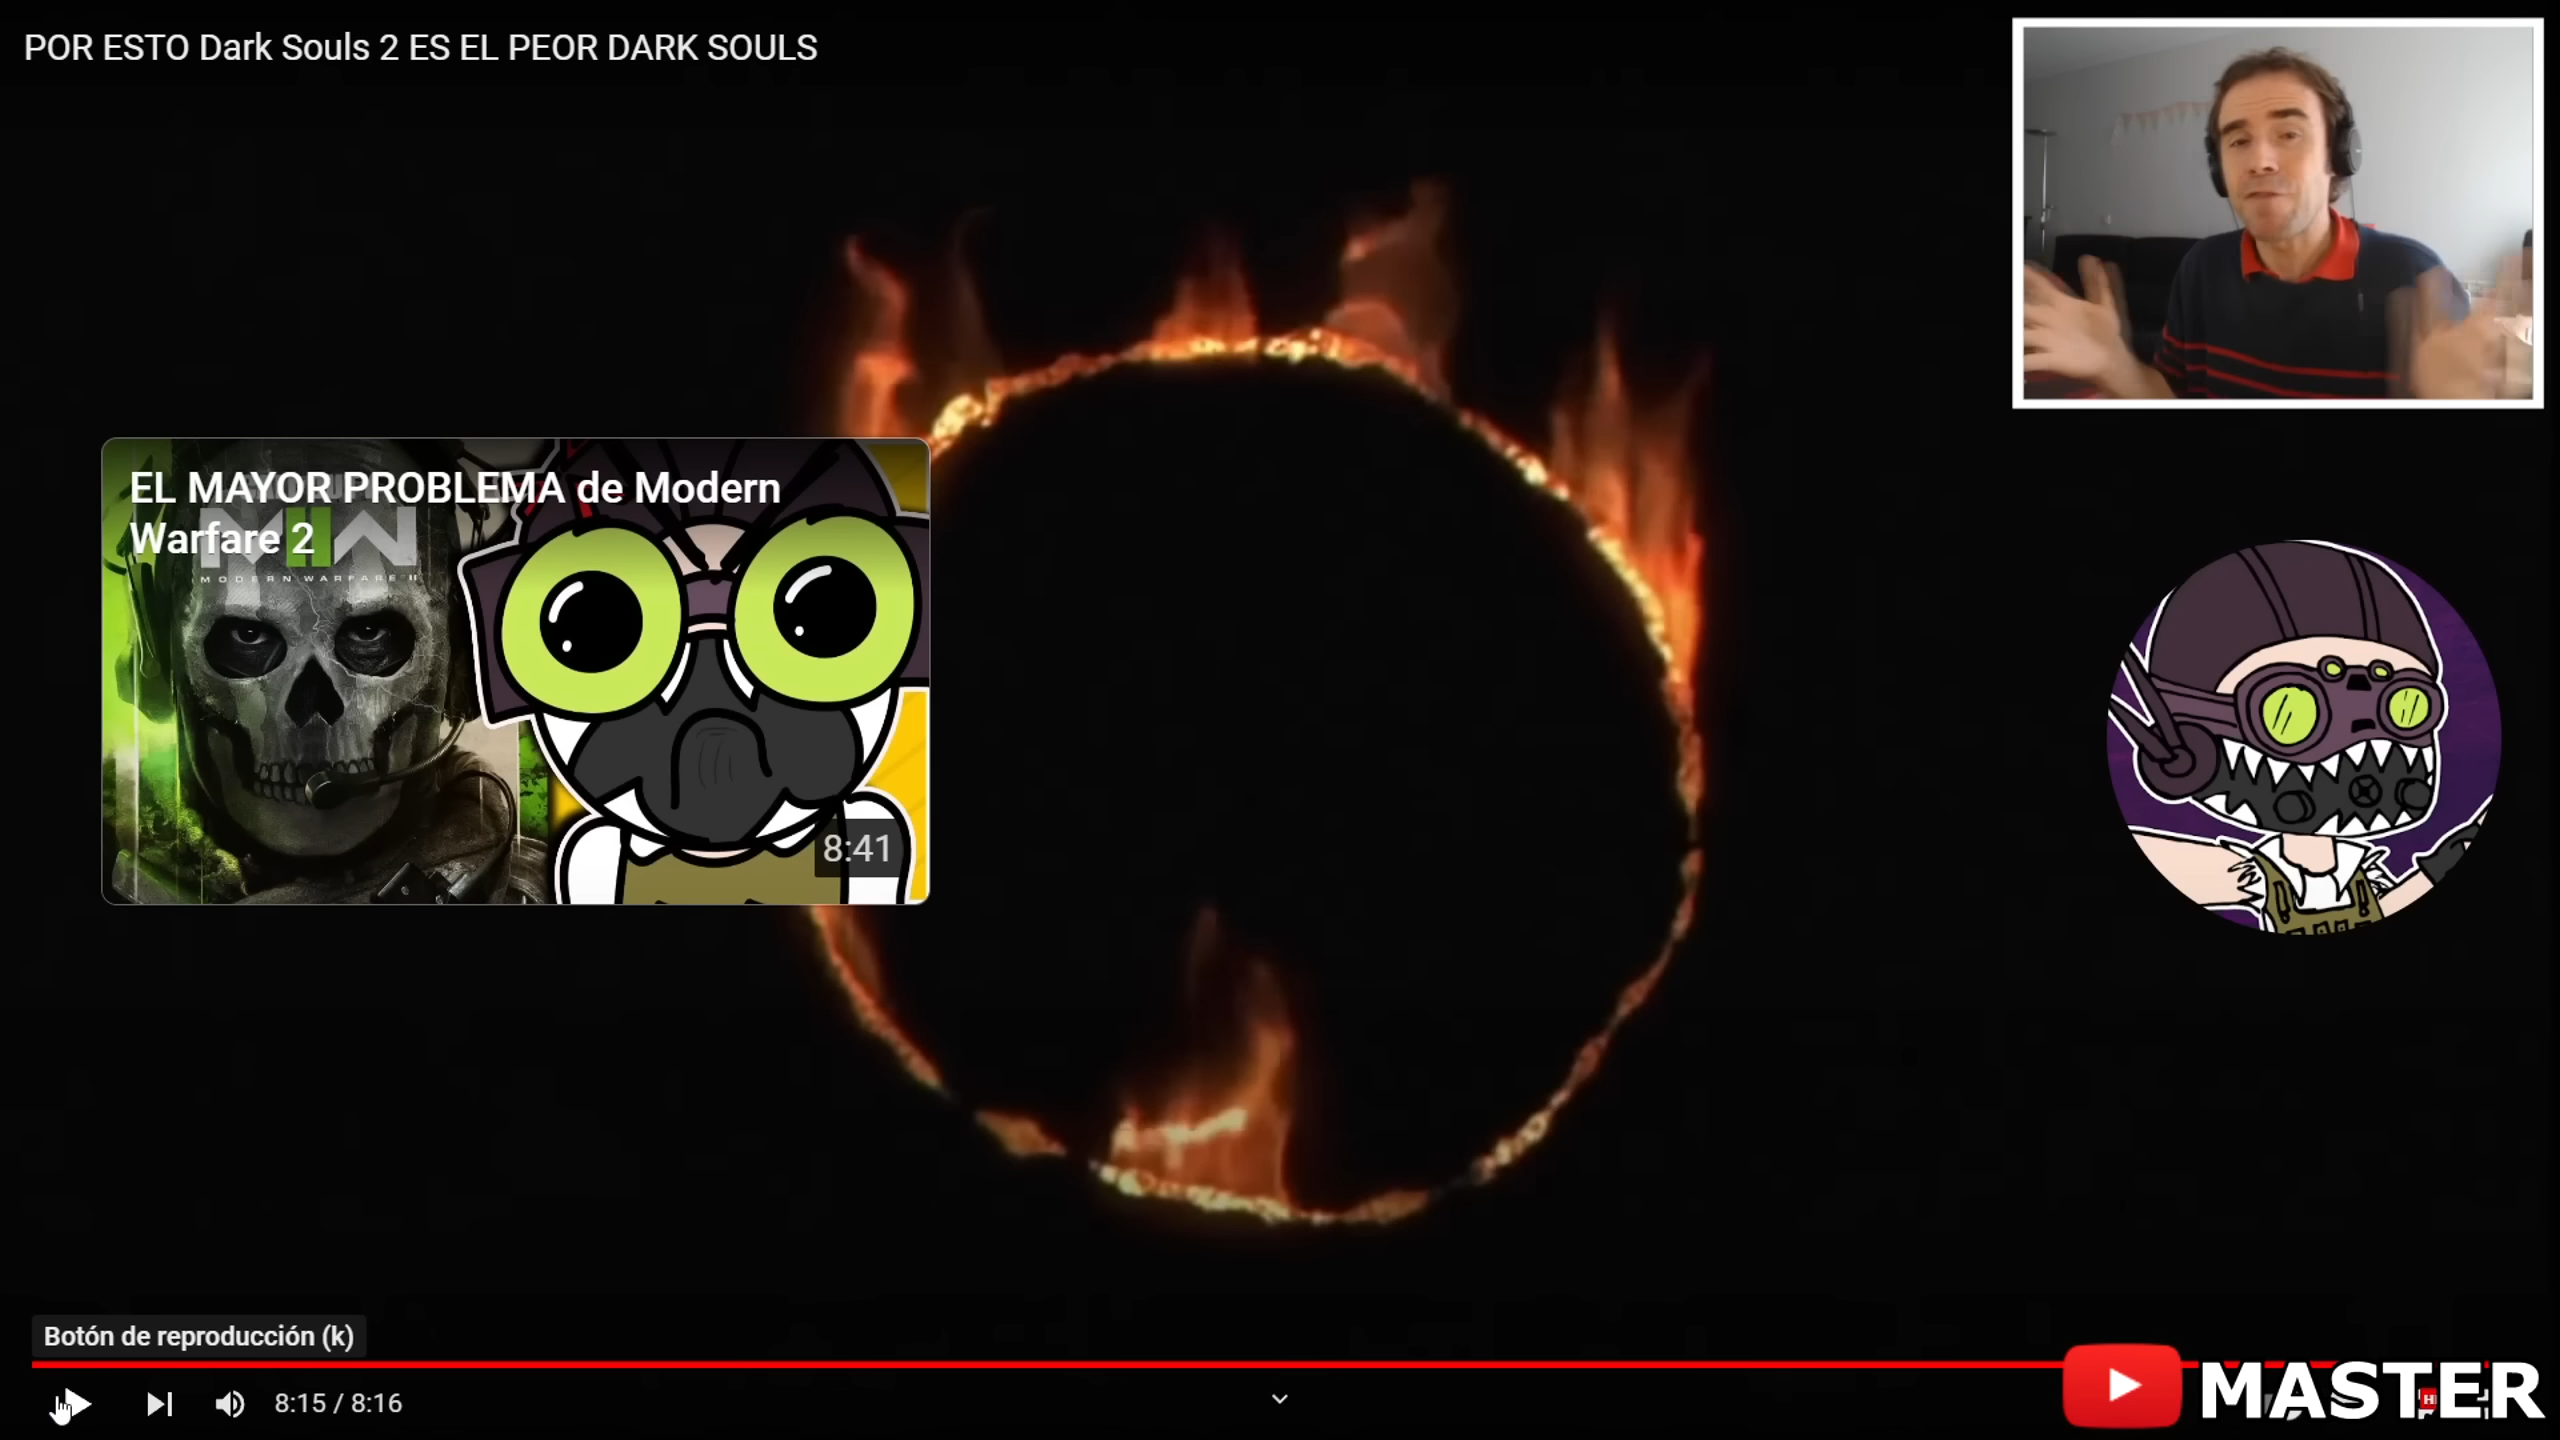 POR ESTO Dark Souls 2 ES EL PEOR DARK SOULS
EL MAYOR PROBLEMA de Modern
Warfare 2
MIIW
MODERN WARFARE II
8:41
Botón de reproducción (k)
8:15 / 8:16
MASTER